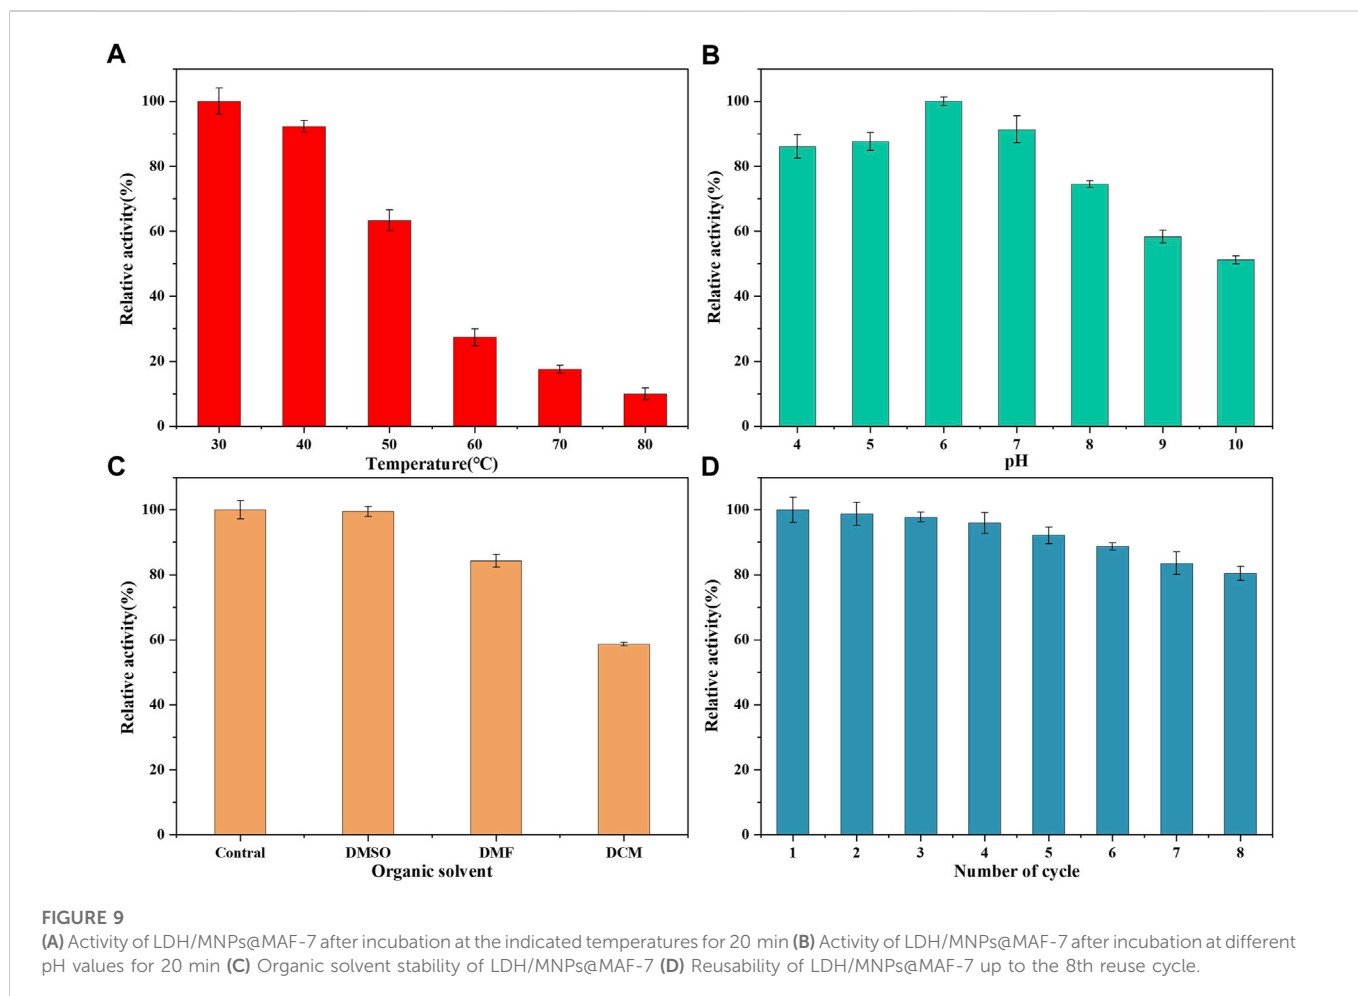 A
Relative activity(%)
100
80
60
40
20
0
30 40 50 60 70 80
Temperature(°C)
B
Relative activity(%)
100
80
60
40
20
0
4 5 6 7 8 9 10
pH
C
Relative activity(%)
100
80
60
40
20
0
Contral DMSO DMF DCM
Organic solvent
D
Relative activity(%)
100
80
60
40
20
0
1 2 3 4 5 6 7 8
Number of cycle
FIGURE 9
(A) Activity of LDH/MNPs@MAF-7 after incubation at the indicated temperatures for 20 min (B) Activity of LDH/MNPs@MAF-7 after incubation at different
pH values for 20 min (C) Organic solvent stability of LDH/MNPs@MAF-7 (D) Reusability of LDH/MNPs@MAF-7 up to the 8th reuse cycle.